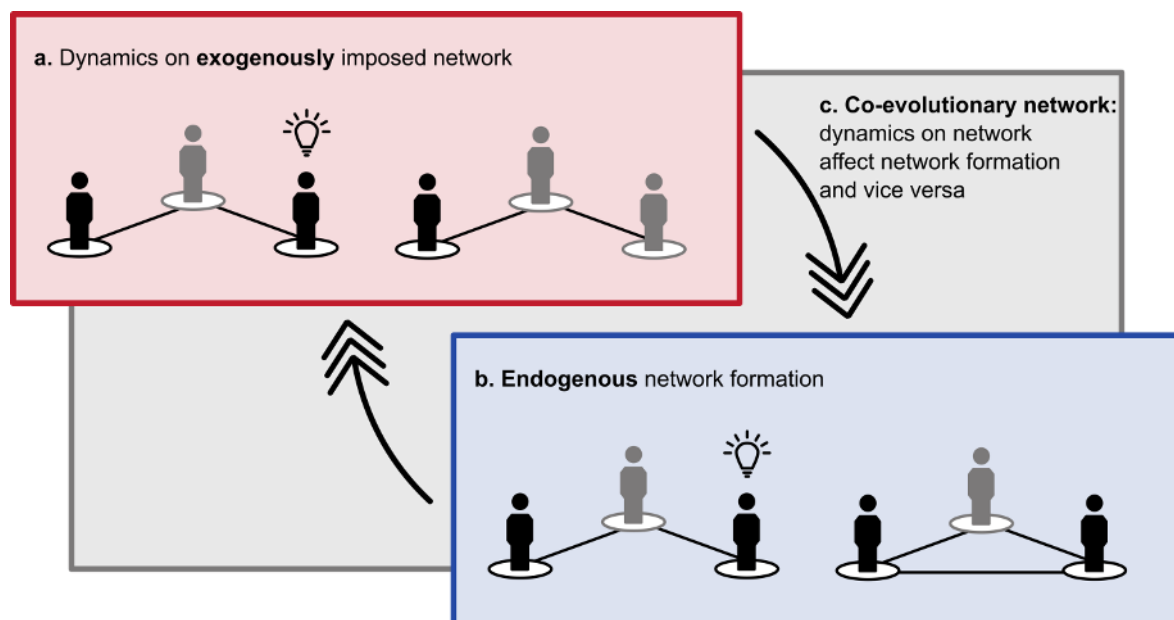 a. Dynamics on exogenously imposed network
c. Co-evolutionary network:
dynamics on network
affect network formation
and vice versa
b. Endogenous network formation